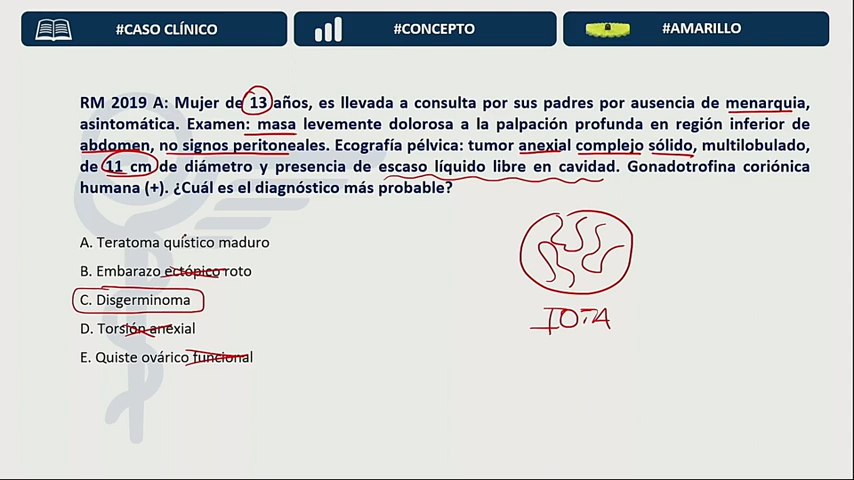 #CASO CLÍNICO
#CONCEPTO
#AMARILLO
RM 2019 A: Mujer de 13 años, es llevada a consulta por sus padres por ausencia de menarquia,
asintomática. Examen: masa levemente dolorosa a la palpación profunda en región inferior de
abdomen, no signos peritoneales. Ecografía pélvica: tumor anexial complejo sólido, multilobulado,
de 11 cm de diámetro y presencia de escaso líquido libre en cavidad. Gonadotrofina coriónica
humana (+). ¿Cuál es el diagnóstico más probable?
A. Teratoma quístico maduro
B. Embarazo ectópico roto
C. Disgerminoma
D. Torsión anexial
E. Quiste ovárico funcional
IOTA